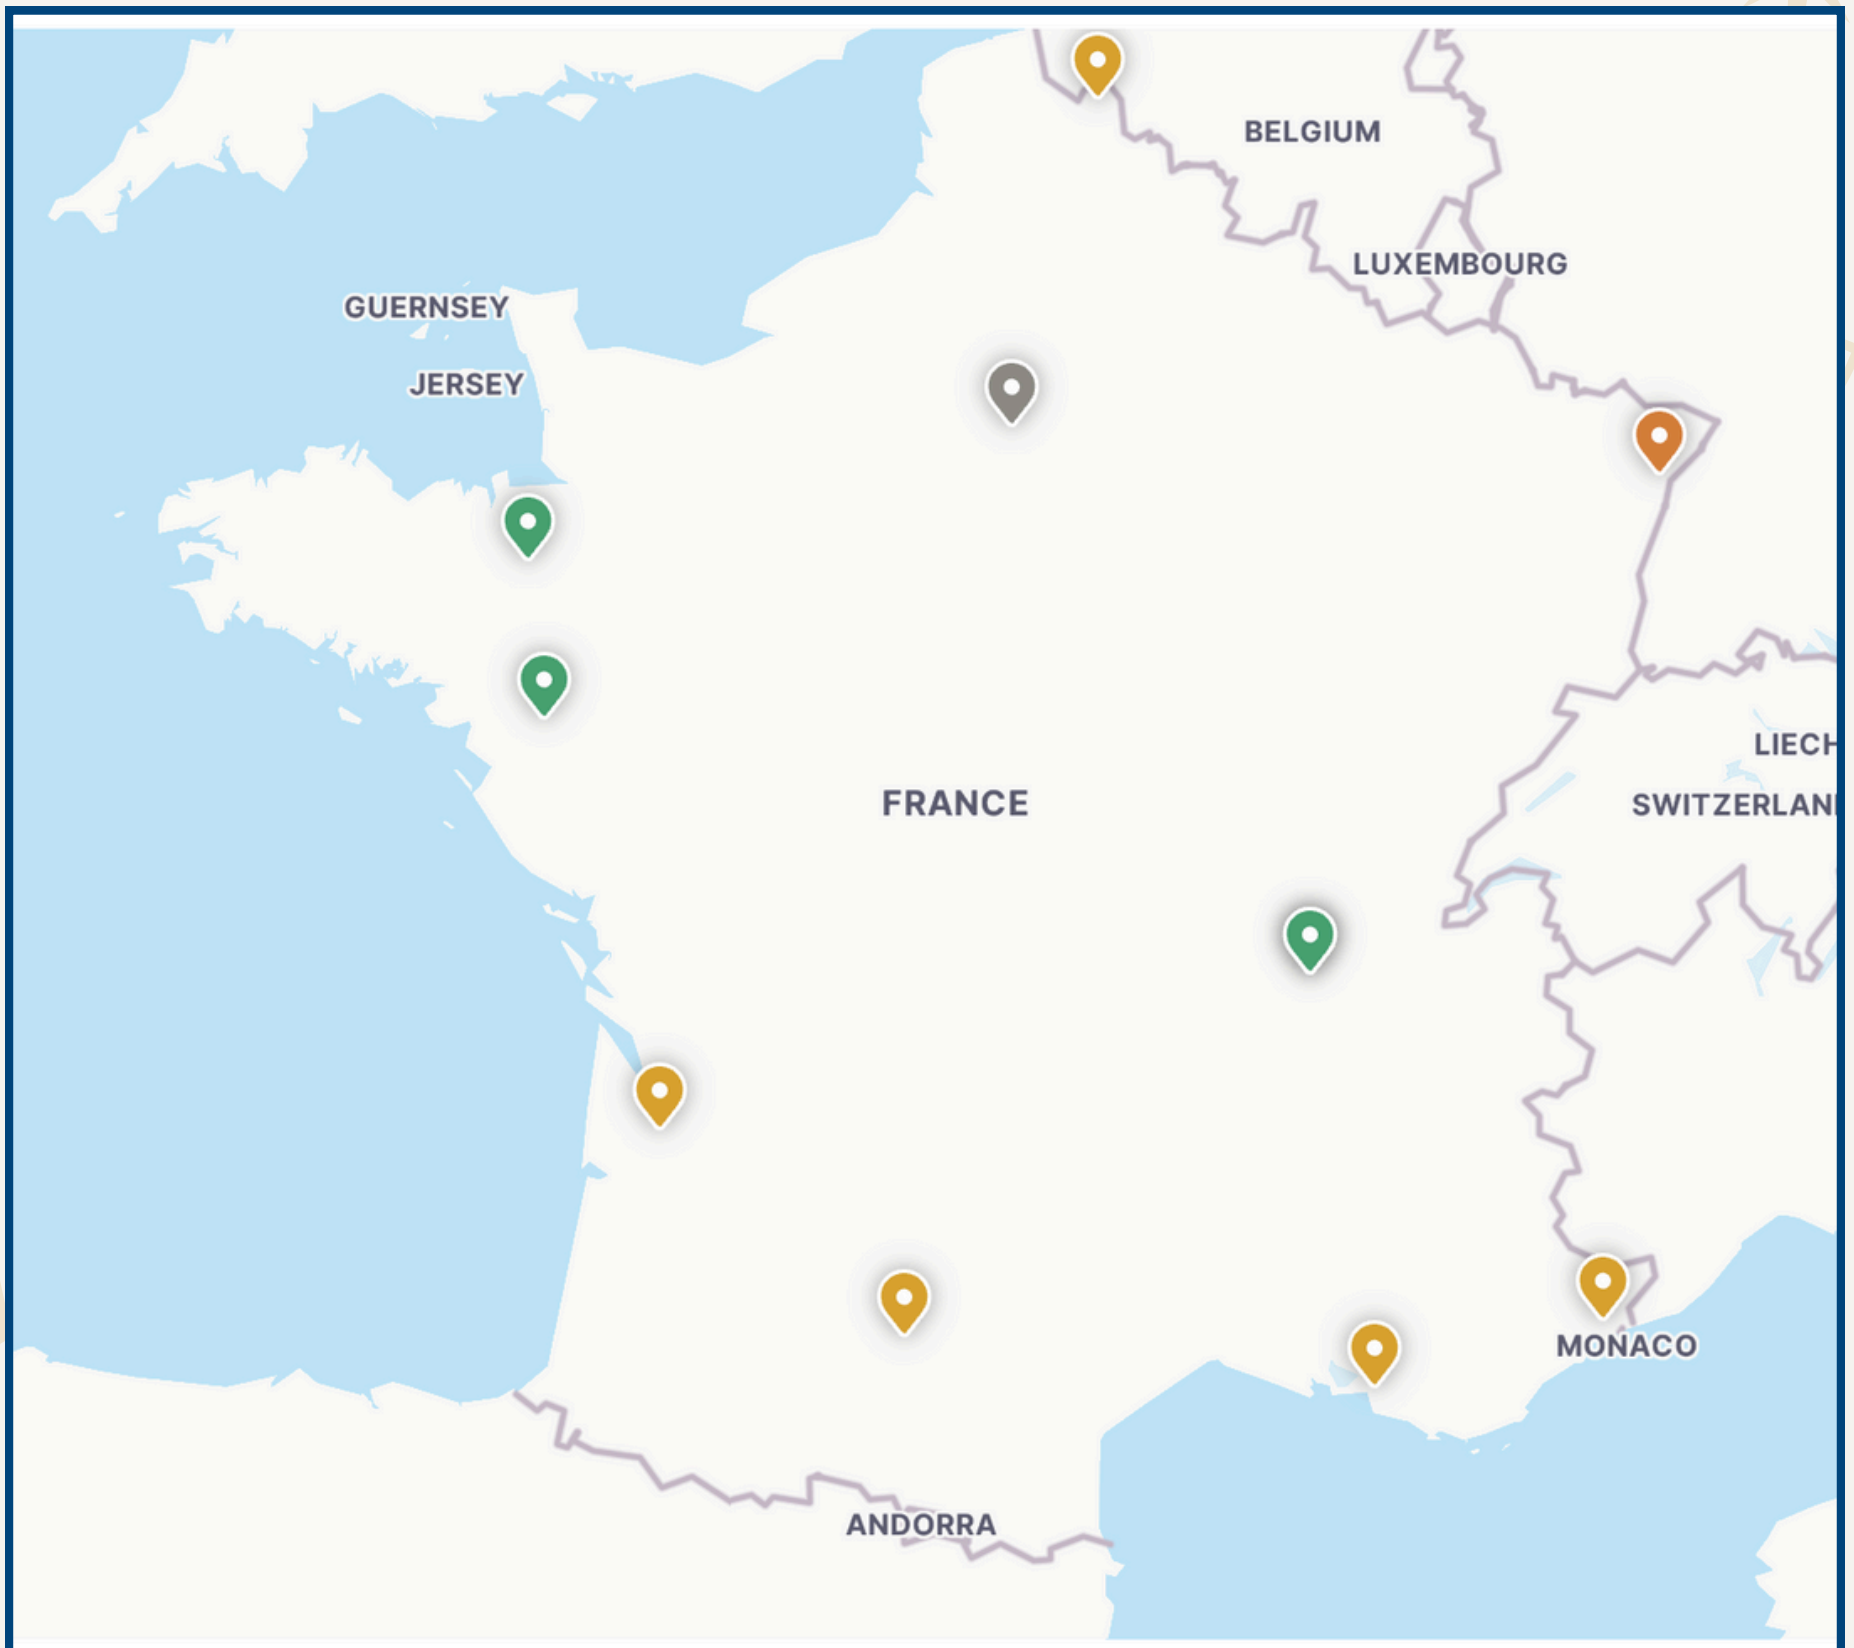 BELGIUM
LUXEMBOURG
GUERNSEY
JERSEY
LIECH
FRANCE
SWITZERLAN
MONACO
ANDORRA